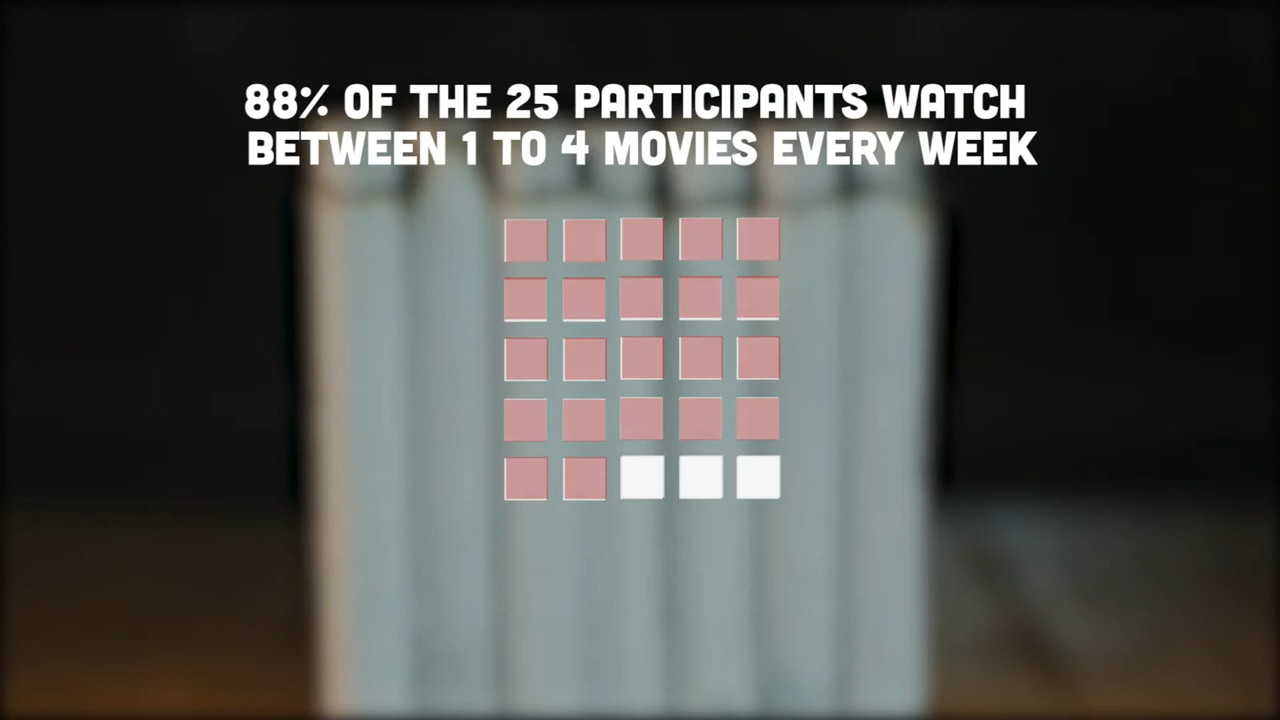 88% OF THE 25 PARTICIPANTS WATCH
BETWEEN 1 TO 4 MOVIES EVERY WEEK